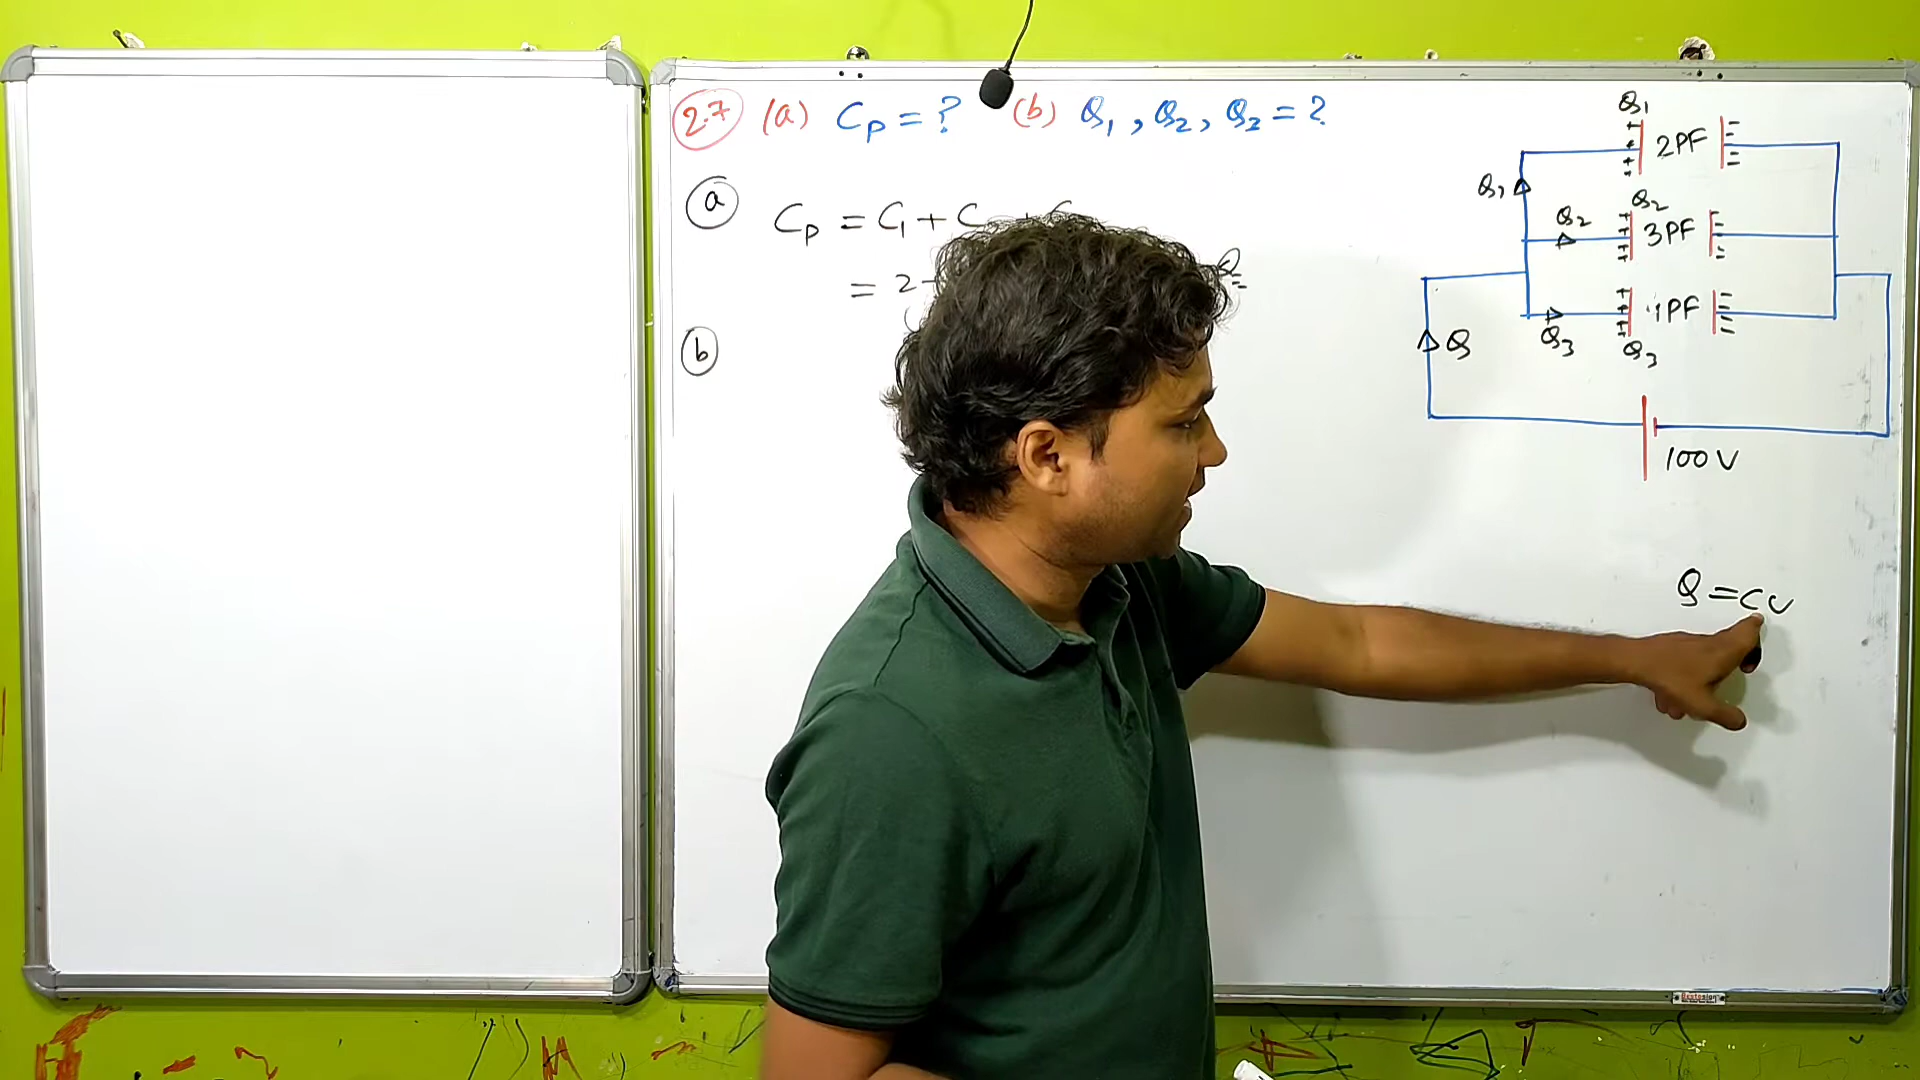 2.7 (a) Cp = ? (b) Q1, Q2, Q2 = ?
a Cp = C1 + C
= 2
b
Q1
2PF
Q1
Q2
Q2
3PF
PF
Q3
Q3
Q
100 V
Q = CV